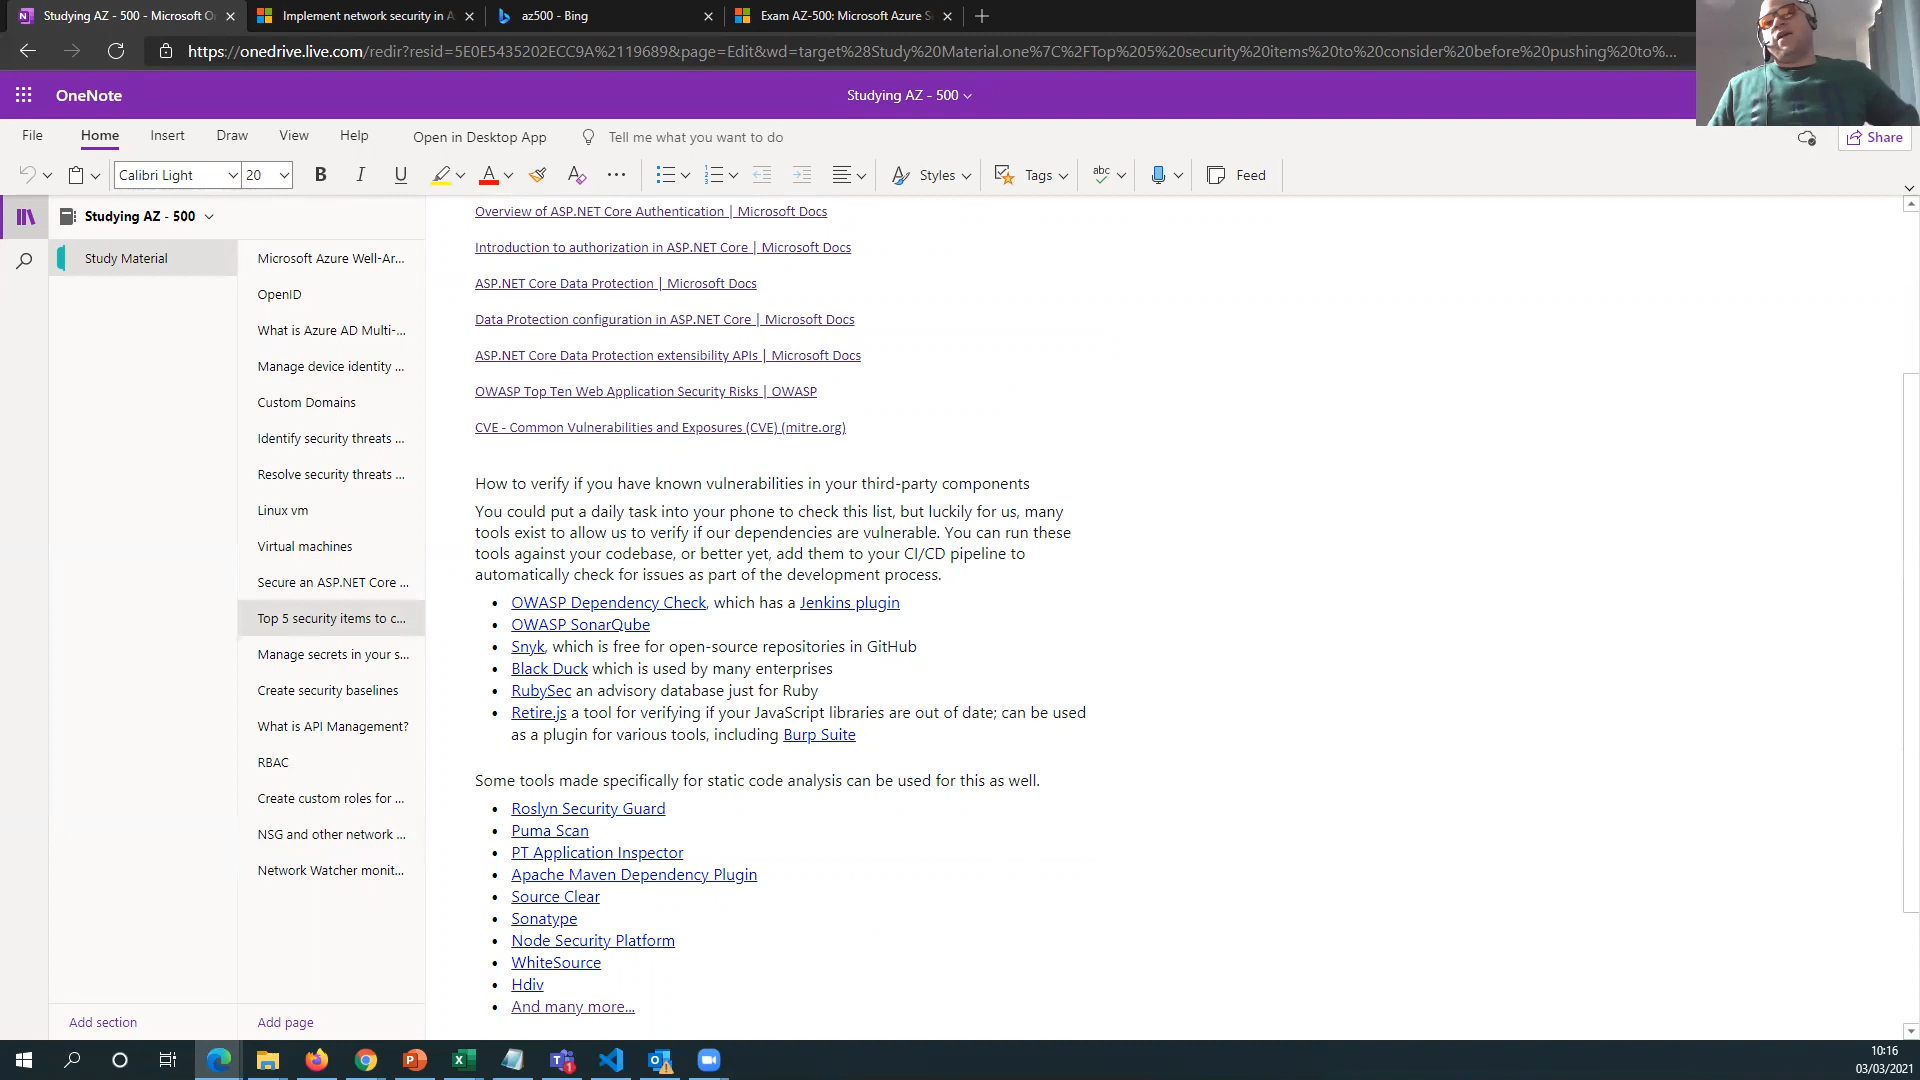 Studying AZ - 500 - Microsoft O
Implement network security in A
az500 - Bing
Exam AZ-500: Microsoft Azure S
https://onedrive.live.com/redir?resid=5E0E5435202ECC9A%2119689&page=Edit&wd=target%28Study%20Material.one%7C%2FTop%205%20security%20items%20to%20consider%20before%20pushing%20to%...
OneNote
Studying AZ - 500
File
Home
Insert
Draw
View
Help
Open in Desktop App
Tell me what you want to do
Share
Calibri Light
20
B
I
U
A
Styles
Tags
abc
Feed
Studying AZ - 500
Study Material
Add section
Microsoft Azure Well-Ar...
OpenID
What is Azure AD Multi-...
Manage device identity ...
Custom Domains
Identify security threats ...
Resolve security threats ...
Linux vm
Virtual machines
Secure an ASP.NET Core ...
Top 5 security items to c...
Manage secrets in your s...
Create security baselines
What is API Management?
RBAC
Create custom roles for ...
NSG and other network ...
Network Watcher monit...
Add page
Overview of ASP.NET Core Authentication | Microsoft Docs
Introduction to authorization in ASP.NET Core | Microsoft Docs
ASP.NET Core Data Protection | Microsoft Docs
Data Protection configuration in ASP.NET Core | Microsoft Docs
ASP.NET Core Data Protection extensibility APIs | Microsoft Docs
OWASP Top Ten Web Application Security Risks | OWASP
CVE - Common Vulnerabilities and Exposures (CVE) (mitre.org)
How to verify if you have known vulnerabilities in your third-party components
You could put a daily task into your phone to check this list, but luckily for us, many
tools exist to allow us to verify if our dependencies are vulnerable. You can run these
tools against your codebase, or better yet, add them to your CI/CD pipeline to
automatically check for issues as part of the development process.
• OWASP Dependency Check, which has a Jenkins plugin
• OWASP SonarQube
• Snyk, which is free for open-source repositories in GitHub
• Black Duck which is used by many enterprises
• RubySec an advisory database just for Ruby
• Retire.js a tool for verifying if your JavaScript libraries are out of date; can be used
as a plugin for various tools, including Burp Suite
Some tools made specifically for static code analysis can be used for this as well.
• Roslyn Security Guard
• Puma Scan
• PT Application Inspector
• Apache Maven Dependency Plugin
• Source Clear
• Sonatype
• Node Security Platform
• WhiteSource
• Hdiv
• And many more...
10:16
03/03/2021